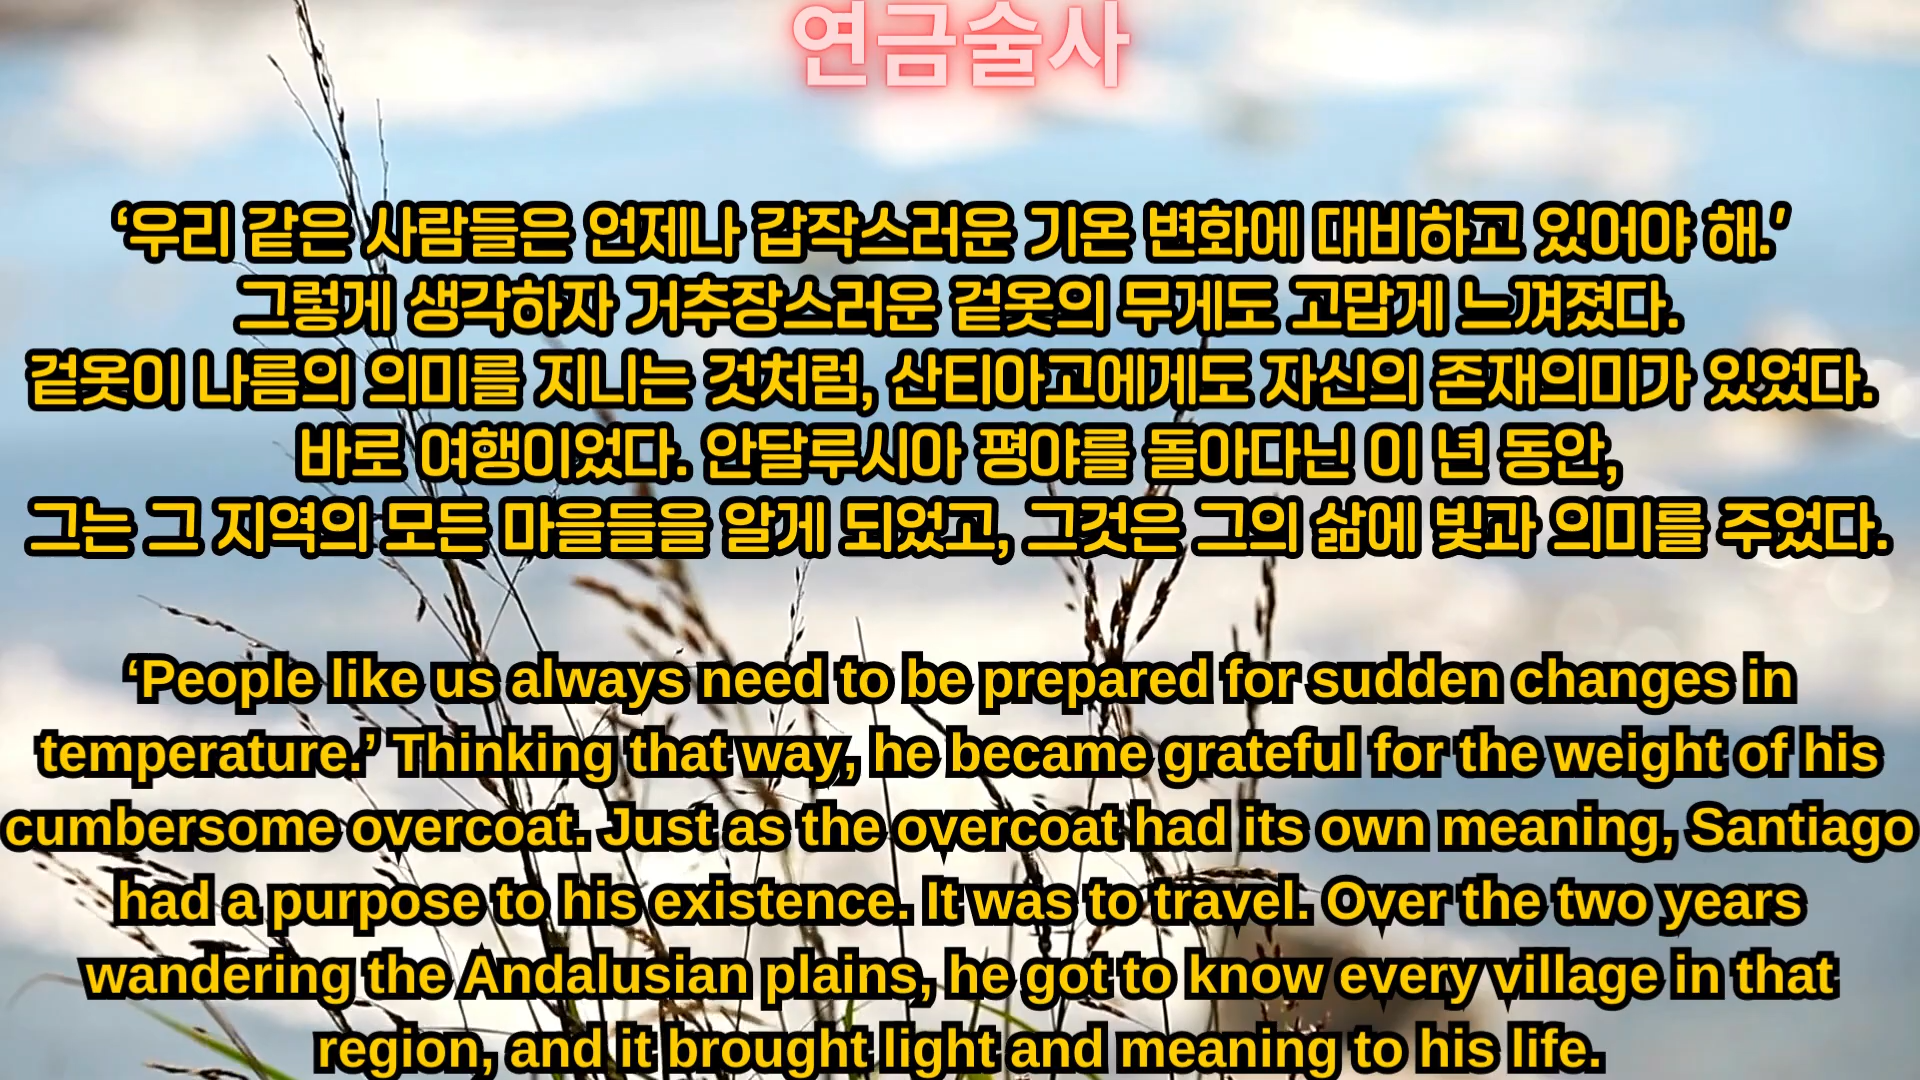 연금술사
‘우리 같은 사람들은 언제나 갑작스러운 기온 변화에 대비하고 있어야 해.’
그렇게 생각하자 거추장스러운 겉옷의 무게도 고맙게 느껴졌다.
겉옷이 나름의 의미를 지니는 것처럼, 산티아고에게도 자신의 존재의미가 있었다.
바로 여행이었다. 안달루시아 평야를 돌아다닌 이 년 동안,
그는 그 지역의 모든 마을들을 알게 되었고, 그것은 그의 삶에 빛과 의미를 주었다.
‘People like us always need to be prepared for sudden changes in
temperature.’ Thinking that way, he became grateful for the weight of his
cumbersome overcoat. Just as the overcoat had its own meaning, Santiago
had a purpose to his existence. It was to travel. Over the two years
wandering the Andalusian plains, he got to know every village in that
region, and it brought light and meaning to his life.